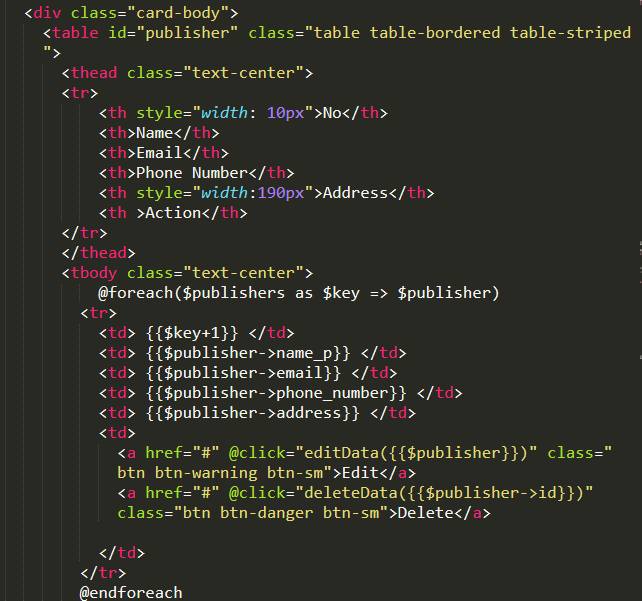 <div class="card-body">
<table id="publisher" class="table table-bordered table-striped
">
<thead class="text-center">
<tr>
<th style="width: 10px">No</th>
<th>Name</th>
<th>Email</th>
<th>Phone Number</th>
<th style="width:190px">Address</th>
<th >Action</th>
</tr>
</thead>
<tbody class="text-center">
@foreach($publishers as $key => $publisher)
<tr>
<td> {{$key+1}} </td>
<td> {{$publisher->name_p}} </td>
<td> {{$publisher->email}} </td>
<td> {{$publisher->phone_number}} </td>
<td> {{$publisher->address}} </td>
<td>
<a href="#" @click="editData({{$publisher}})" class="
btn btn-warning btn-sm">Edit</a>
<a href="#" @click="deleteData({{$publisher->id}})"
class="btn btn-danger btn-sm">Delete</a>
</td>
</tr>
@endforeach